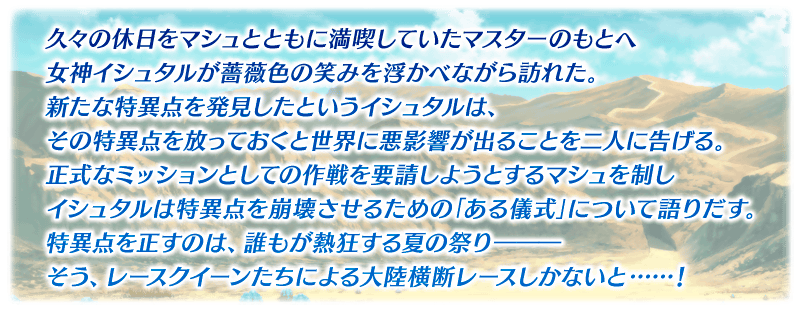 久々の休日をマシュとともに満喫していたマスターのもとへ
女神イシュタルが薔薇色の笑みを浮かべながら訪れた。
新たな特異点を発見したというイシュタルは、
その特異点を放っておくと世界に悪影響が出ることを二人に告げる。
正式なミッションとしての作戦を要請しようとするマシュを制し
イシュタルは特異点を崩壊させるための「ある儀式」について語りだす。
特異点を正すのは、誰もが熱狂する夏の祭り―――
そう、レースクイーンたちによる大陸横断レースしかないと……！